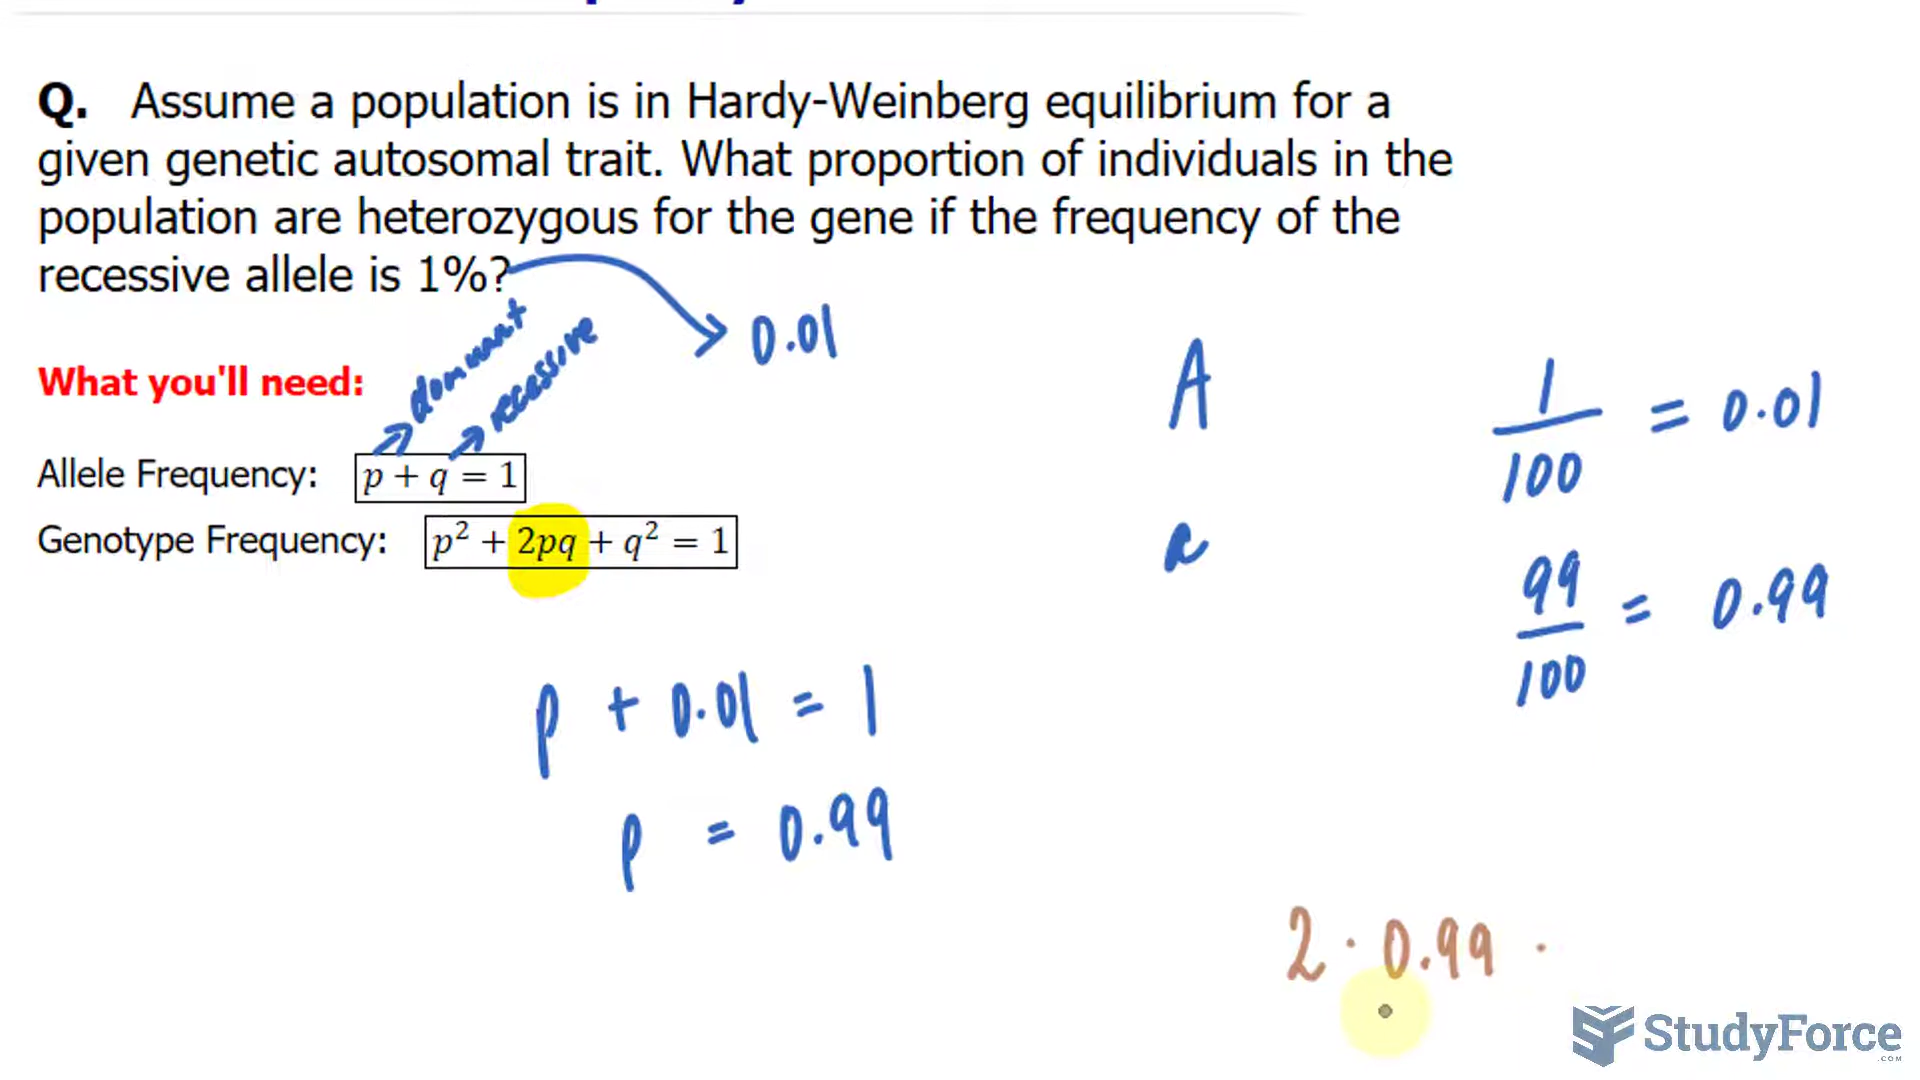 Q. Assume a population is in Hardy-Weinberg equilibrium for a
given genetic autosomal trait. What proportion of individuals in the
population are heterozygous for the gene if the frequency of the
recessive allele is 1%?
0.01
What you'll need:
dominant
recessive
Allele Frequency: p + q = 1
Genotype Frequency: p² + 2pq + q² = 1
A
a
1/100 = 0.01
99/100 = 0.99
p + 0.01 = 1
p = 0.99
2 · 0.99 ·
StudyForce
.COM